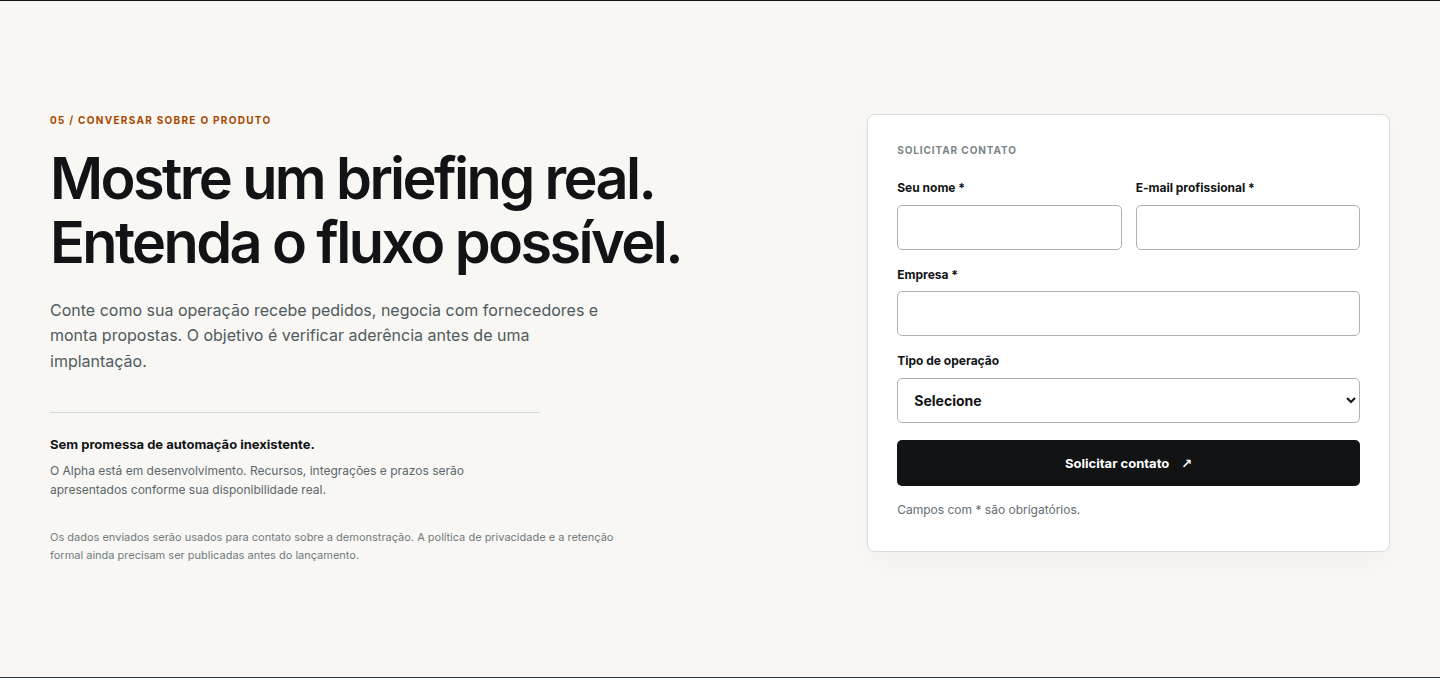 05 / CONVERSAR SOBRE O PRODUTO
Mostre um briefing real.
Entenda o fluxo possível.
Conte como sua operação recebe pedidos, negocia com fornecedores e
monta propostas. O objetivo é verificar aderência antes de uma
implantação.
Sem promessa de automação inexistente.
O Alpha está em desenvolvimento. Recursos, integrações e prazos serão
apresentados conforme sua disponibilidade real.
Os dados enviados serão usados para contato sobre a demonstração. A política de privacidade e a retenção
formal ainda precisam ser publicadas antes do lançamento.
SOLICITAR CONTATO
Seu nome *
E-mail profissional *
Empresa *
Tipo de operação
Selecione
Solicitar contato ↗
Campos com * são obrigatórios.